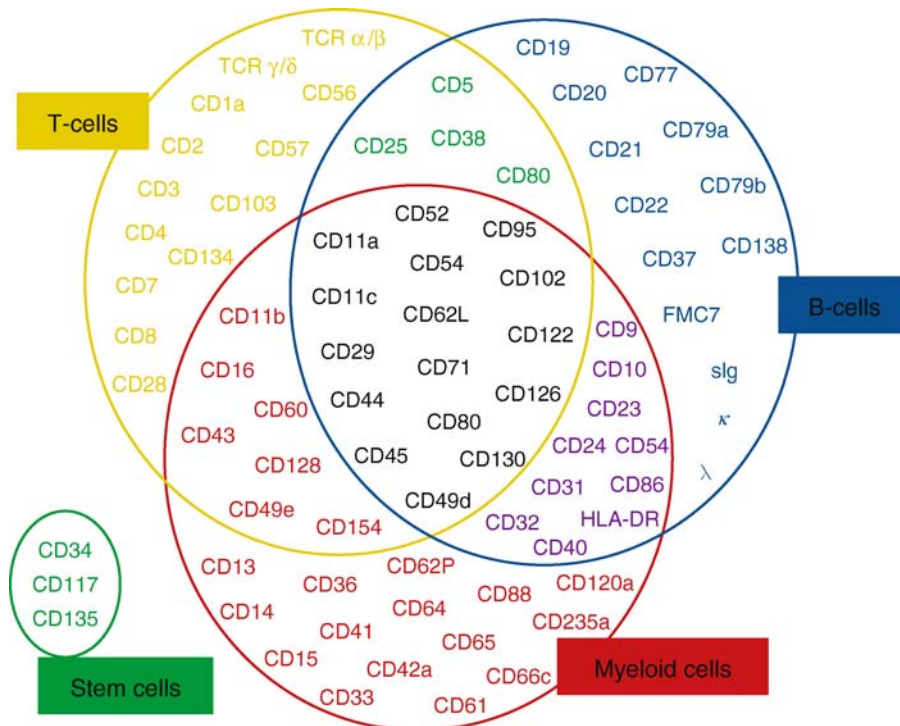 TCR α/β
TCR γ/δ
CD1a
CD56
CD2
CD57
CD3
CD103
CD4
CD134
CD7
CD8
CD28
T-cells
CD5
CD25
CD38
CD80
CD19
CD77
CD20
CD79a
CD21
CD79b
CD22
CD138
CD37
FMC7
sIg
κ
λ
B-cells
CD52
CD95
CD11a
CD54
CD102
CD11c
CD62L
CD122
CD29
CD71
CD126
CD44
CD80
CD45
CD130
CD49d
CD11b
CD16
CD60
CD43
CD128
CD49e
CD154
CD9
CD10
CD23
CD24
CD54
CD31
CD86
CD32
HLA-DR
CD40
CD13
CD62P
CD36
CD88
CD120a
CD14
CD64
CD235a
CD41
CD65
CD15
CD42a
CD66c
CD33
CD61
Myeloid cells
CD34
CD117
CD135
Stem cells